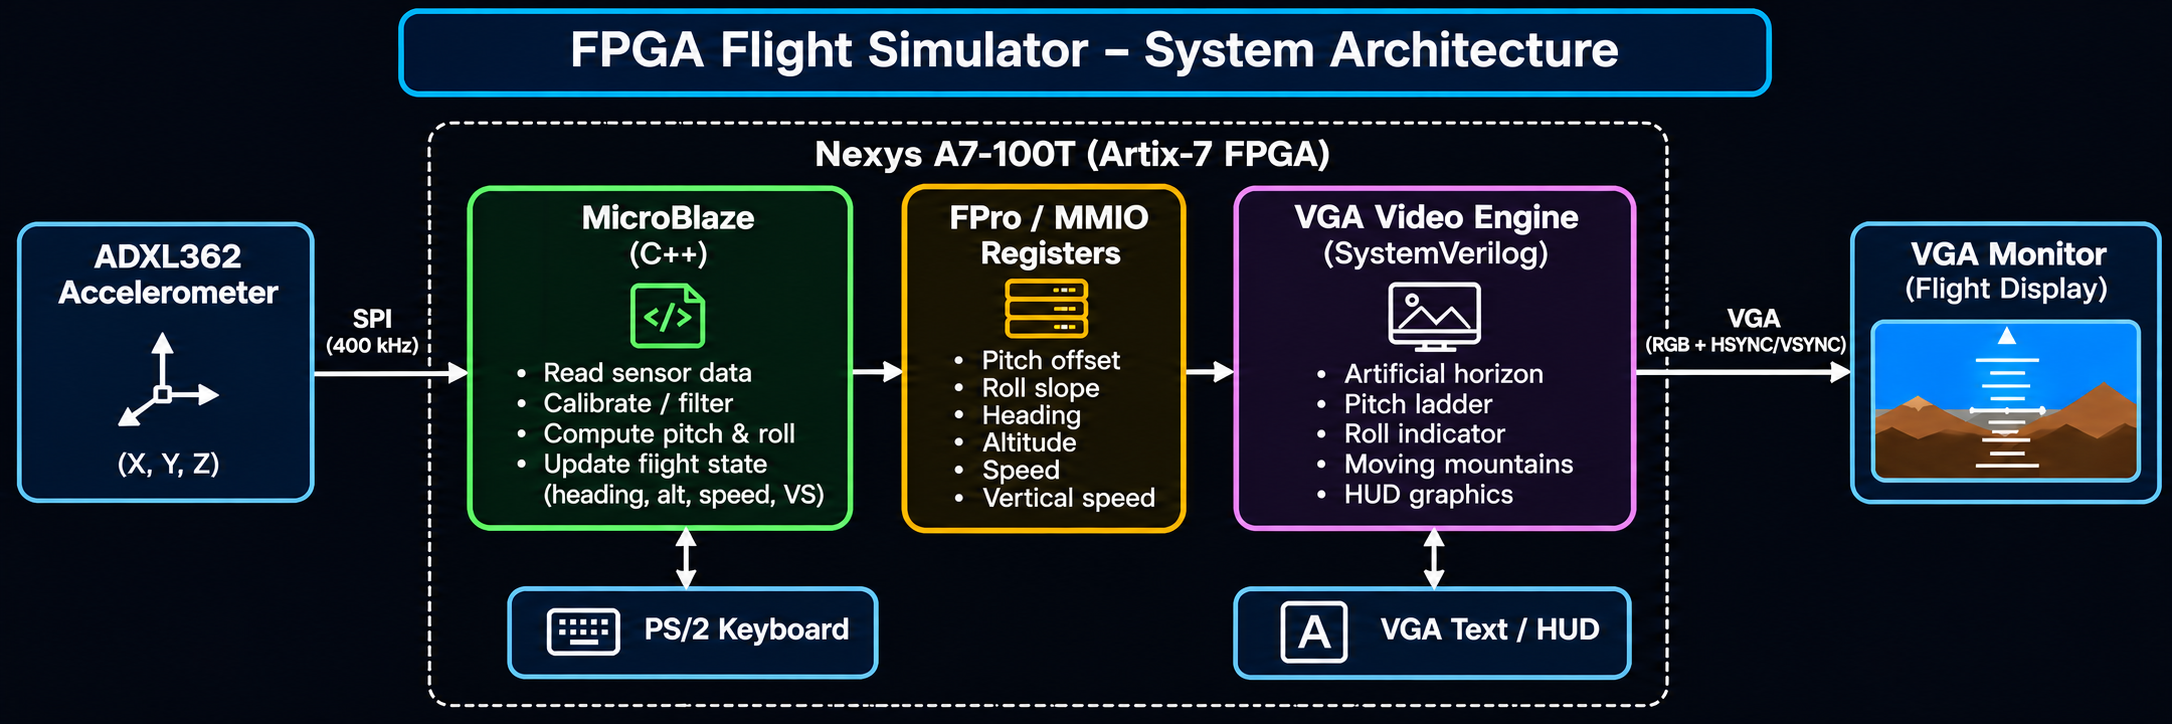 FPGA Flight Simulator – System Architecture
Nexys A7-100T (Artix-7 FPGA)
ADXL362
Accelerometer
(X, Y, Z)
SPI
(400 kHz)
MicroBlaze
(C++)
</>
• Read sensor data
• Calibrate / filter
• Compute pitch & roll
• Update fiight state
(heading, alt, speed, VS)
FPro / MMIO
Registers
• Pitch offset
• Roll slope
• Heading
• Altitude
• Speed
• Vertical speed
VGA Video Engine
(SystemVerilog)
• Artificial horizon
• Pitch ladder
• Roll indicator
• Moving mountains
• HUD graphics
VGA
(RGB + HSYNC/VSYNC)
VGA Monitor
(Flight Display)
PS/2 Keyboard
A
VGA Text / HUD